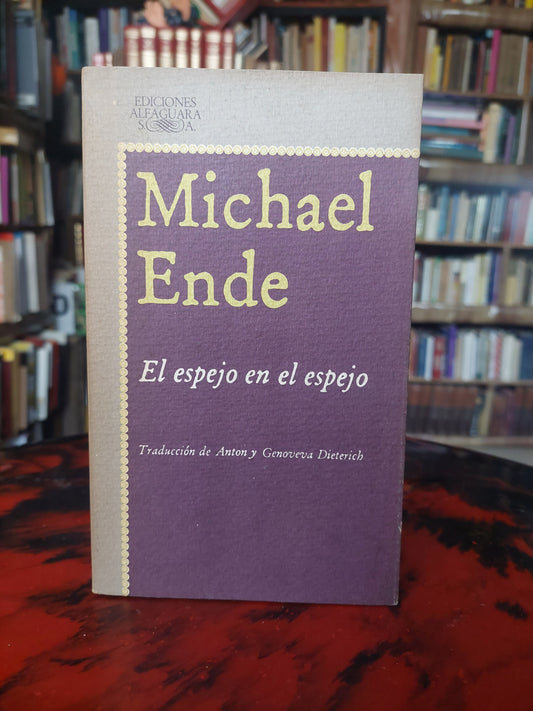 EDICIONES
ALFAGUARA
S.A.
Michael
Ende
El espejo en el espejo
Traducción de Anton y Genoveva Dieterich